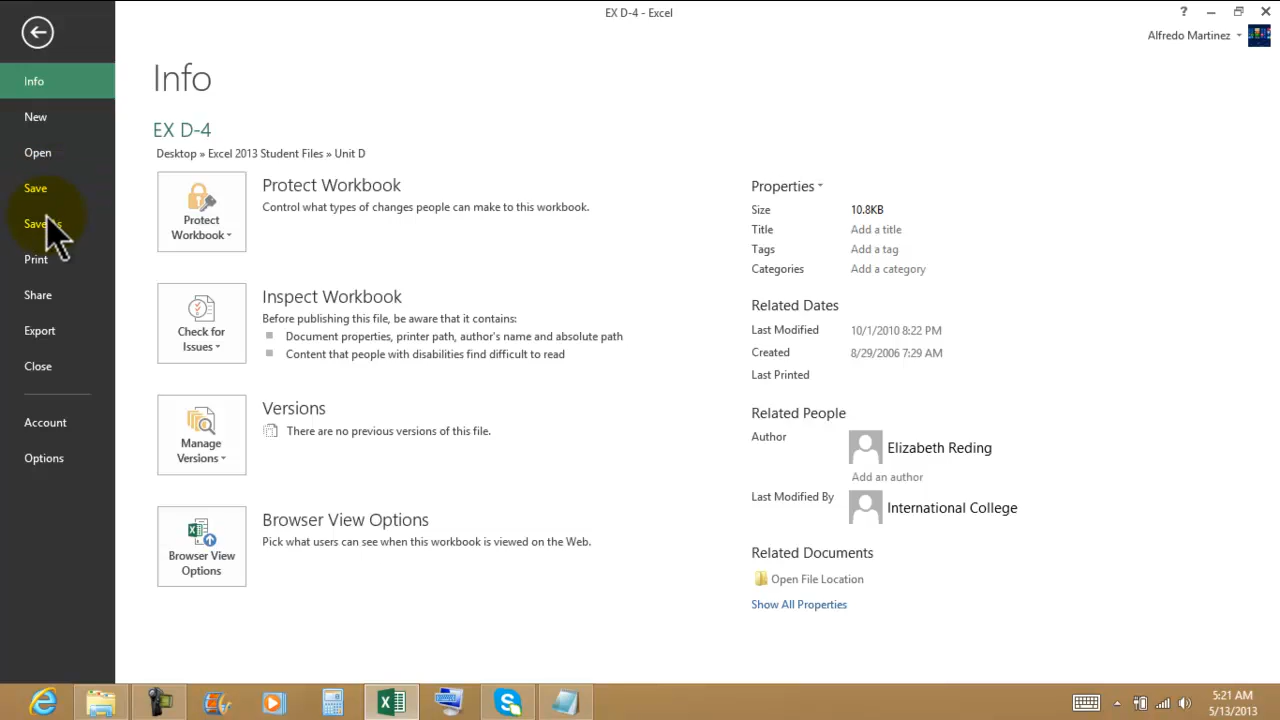 EX D-4 - Excel
?
Alfredo Martinez
Info
New
Open
Save
Save
Print
Share
Export
Close
Account
Options
Info
EX D-4
Desktop » Excel 2013 Student Files » Unit D
Protect
Workbook
Protect Workbook
Control what types of changes people can make to this workbook.
Check for
Issues
Inspect Workbook
Before publishing this file, be aware that it contains:
Document properties, printer path, author's name and absolute path
Content that people with disabilities find difficult to read
Manage
Versions
Versions
There are no previous versions of this file.
Browser View
Options
Browser View Options
Pick what users can see when this workbook is viewed on the Web.
Properties
Size 10.8KB
Title Add a title
Tags Add a tag
Categories Add a category
Related Dates
Last Modified 10/1/2010 8:22 PM
Created 8/29/2006 7:29 AM
Last Printed
Related People
Author Elizabeth Reding
Add an author
Last Modified By International College
Related Documents
Open File Location
Show All Properties
5:21 AM
5/13/2013